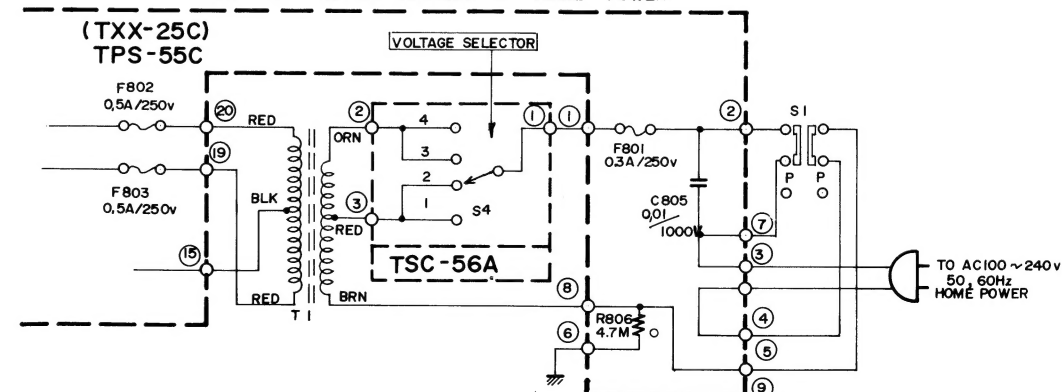 (TXX-25C)
TPS-55C
VOLTAGE SELECTOR
F802
0,5A/250v
20
RED
2
ORN
4
3
2
1
S4
1
1
F801
0.3A/250v
2
S1
P P
19
F803
0,5A/250v
BLK
3
RED
C805
0,01
1000V
7
3
TO AC100~240v
50, 60Hz
HOME POWER
15
RED
T1
BRN
TSC-56A
8
R806
4.7M
6
4
5
9